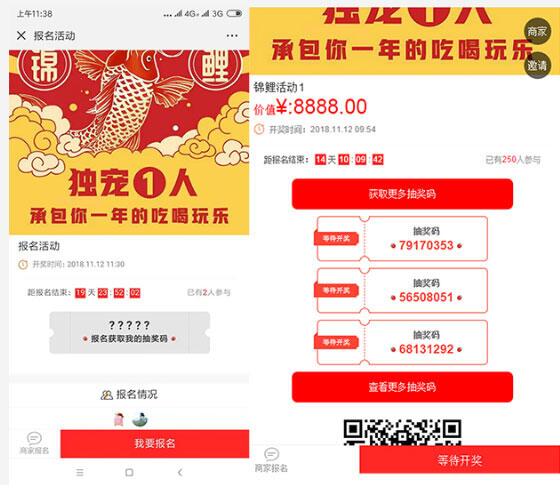 上午11:38
4G
3G
报名活动
锦鲤
独宠1人
承包你一年的吃喝玩乐
报名活动
开奖时间：2018.11.12 11:30
距报名结束：19天23:52:02
已有2人参与
?????
报名获取我的抽奖码
报名情况
商家报名
我要报名
独宠1人
承包你一年的吃喝玩乐
商家
邀请
锦鲤活动1
价值¥:8888.00
开奖时间：2018.11.12 09:54
距报名结束：14天10:09:42
已有250人参与
获取更多抽奖码
等待开奖
抽奖码
79170353
等待开奖
抽奖码
56508051
等待开奖
抽奖码
68131292
查看更多抽奖码
商家报名
等待开奖